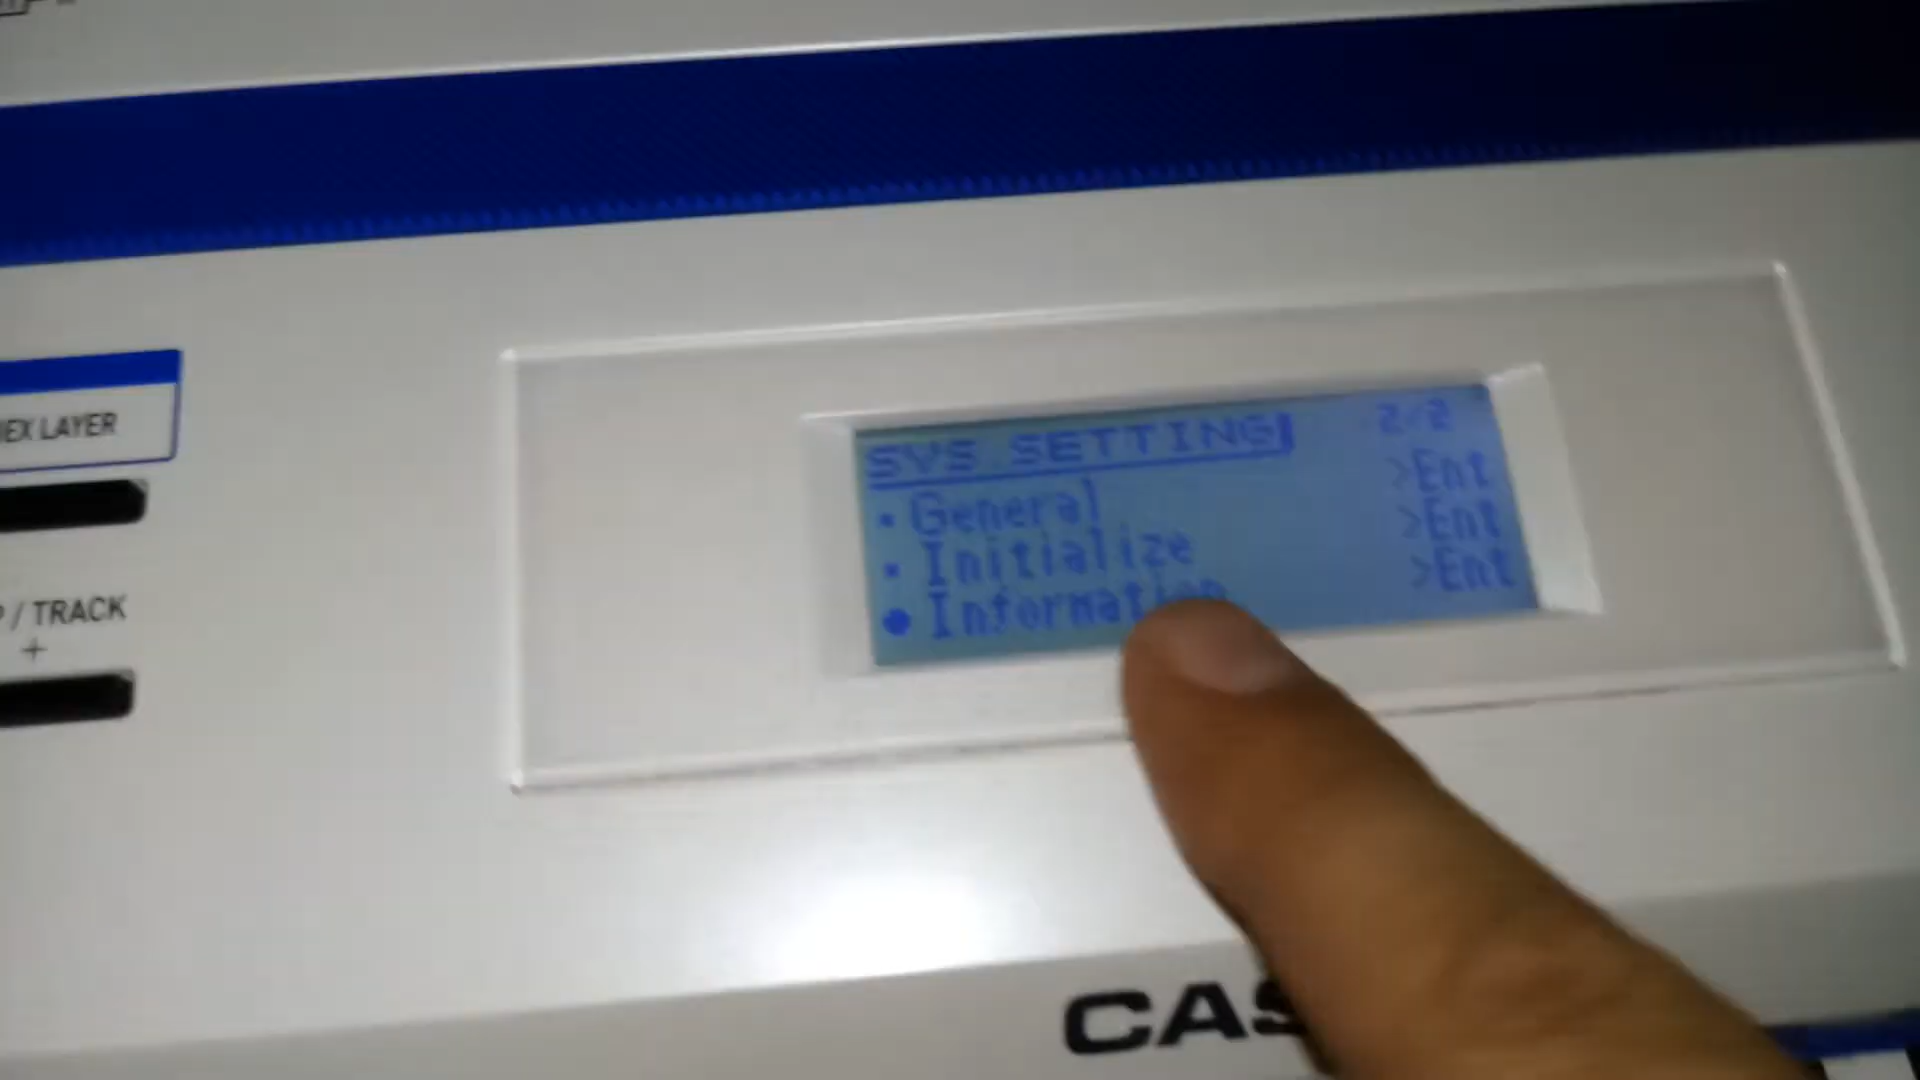 SYS.SETTING 2/2
General >Ent
Initialize >Ent
Information >Ent
EX LAYER
/ TRACK
+
CAS